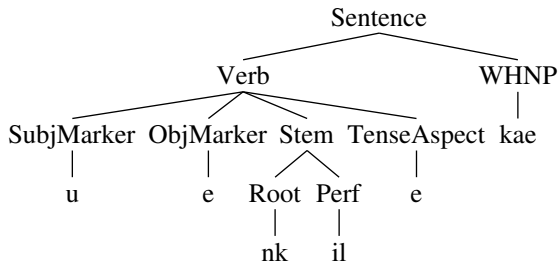 Sentence
Verb WHNP
SubjMarker ObjMarker Stem TenseAspect kae
u e Root Perf e
nk il